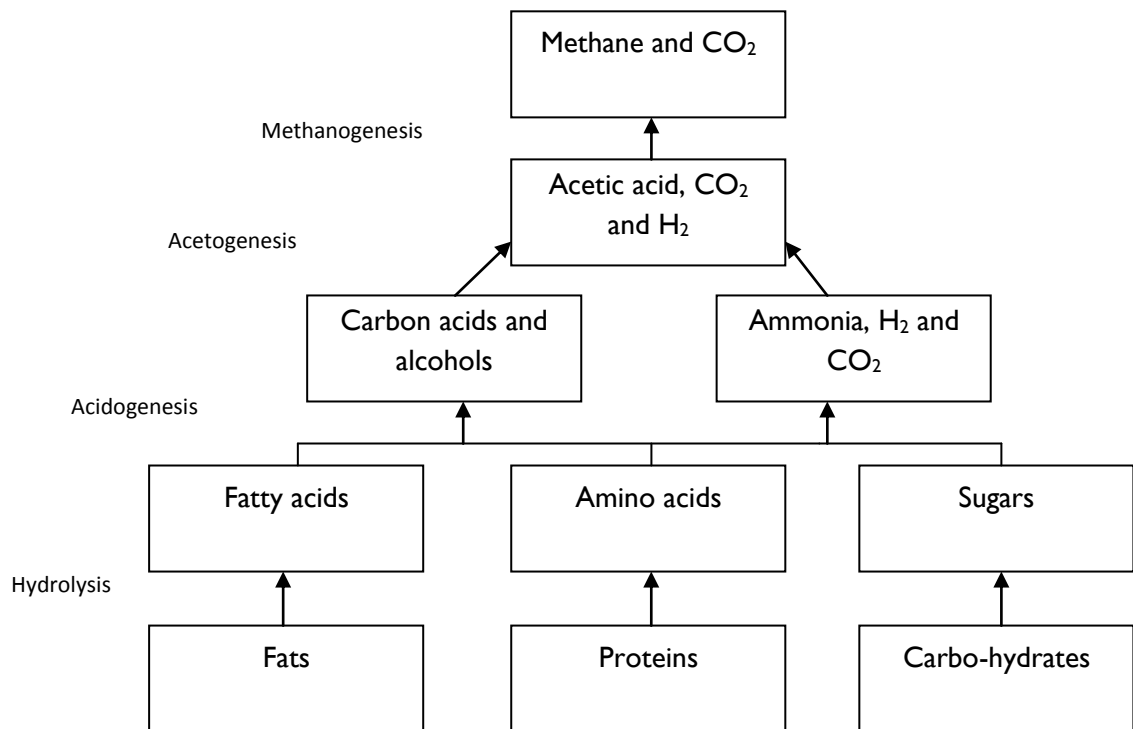 Methane and CO₂
Methanogenesis
Acetic acid, CO₂
and H₂
Acetogenesis
Carbon acids and
alcohols
Ammonia, H₂ and
CO₂
Acidogenesis
Fatty acids
Amino acids
Sugars
Hydrolysis
Fats
Proteins
Carbo-hydrates